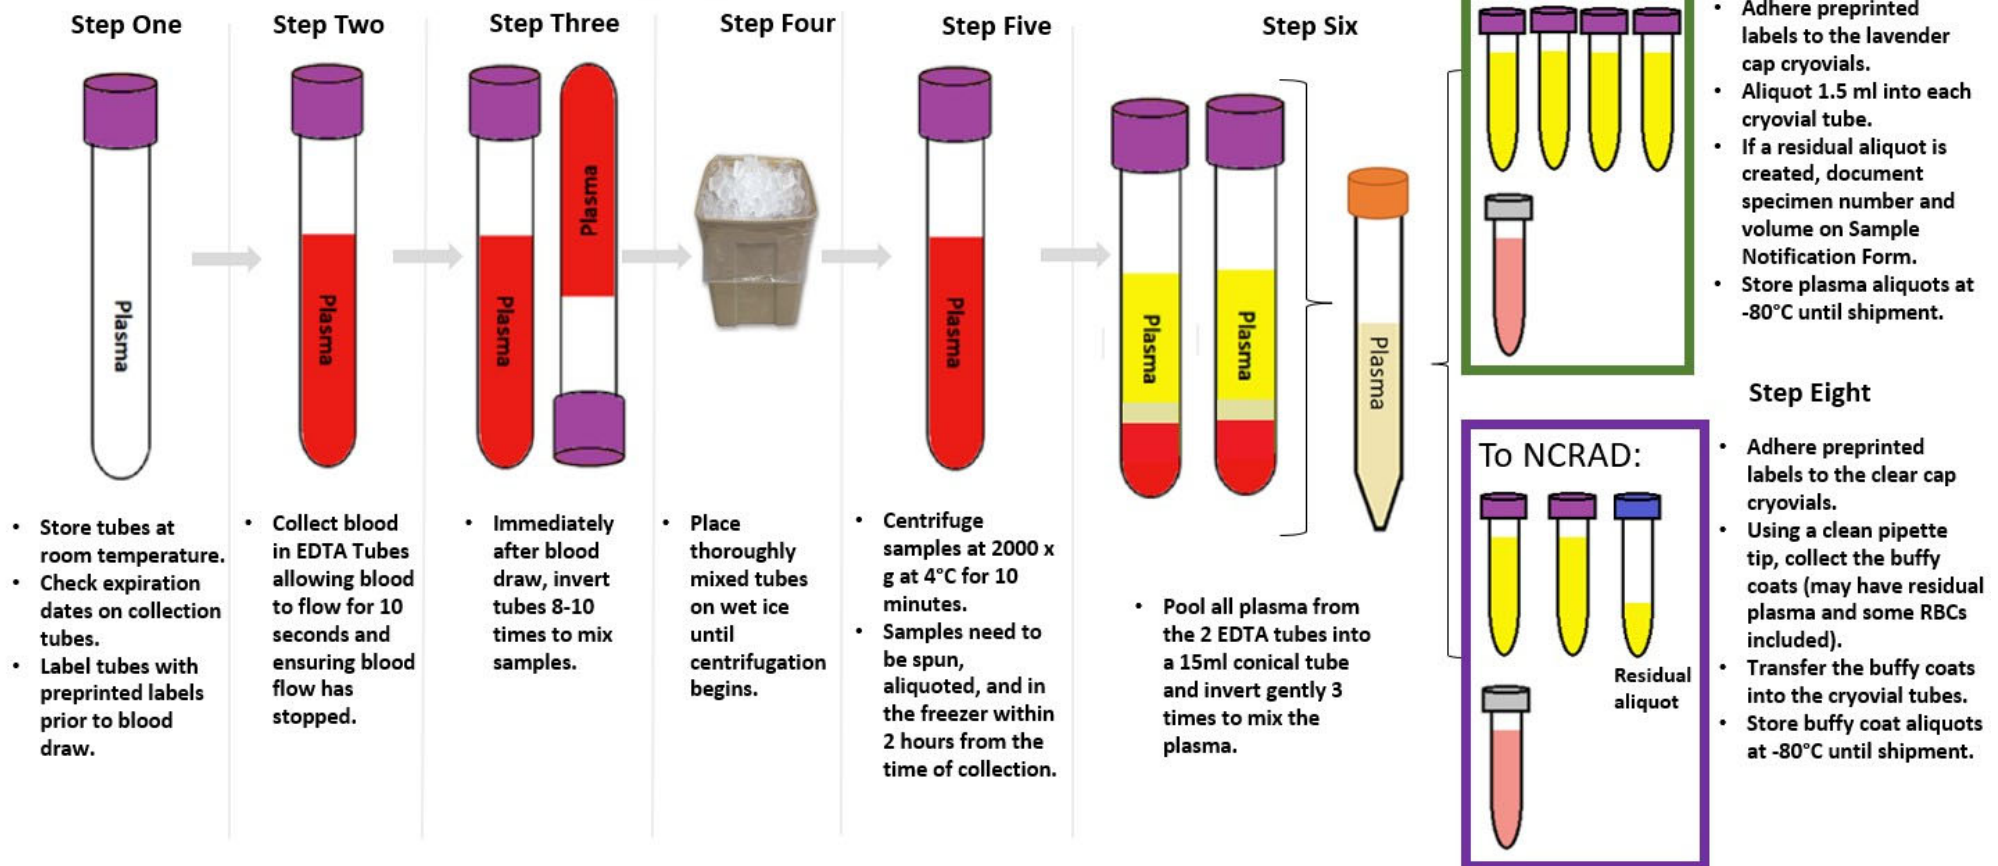 Step One
Plasma
• Store tubes at
room temperature.
• Check expiration
dates on collection
tubes.
• Label tubes with
preprinted labels
prior to blood
draw.
Step Two
Plasma
• Collect blood
in EDTA Tubes
allowing blood
to flow for 10
seconds and
ensuring blood
flow has
stopped.
Step Three
Plasma
Plasma
• Immediately
after blood
draw, invert
tubes 8-10
times to mix
samples.
Step Four
• Place
thoroughly
mixed tubes
on wet ice
until
centrifugation
begins.
Step Five
Plasma
• Centrifuge
samples at 2000 x
g at 4°C for 10
minutes.
• Samples need to
be spun,
aliquoted, and in
the freezer within
2 hours from the
time of collection.
Step Six
Plasma
Plasma
Plasma
• Pool all plasma from
the 2 EDTA tubes into
a 15ml conical tube
and invert gently 3
times to mix the
plasma.
• Adhere preprinted
labels to the lavender
cap cryovials.
• Aliquot 1.5 ml into each
cryovial tube.
• If a residual aliquot is
created, document
specimen number and
volume on Sample
Notification Form.
• Store plasma aliquots at
-80°C until shipment.
To NCRAD:
Residual
aliquot
Step Eight
• Adhere preprinted
labels to the clear cap
cryovials.
• Using a clean pipette
tip, collect the buffy
coats (may have residual
plasma and some RBCs
included).
• Transfer the buffy coats
into the cryovial tubes.
• Store buffy coat aliquots
at -80°C until shipment.